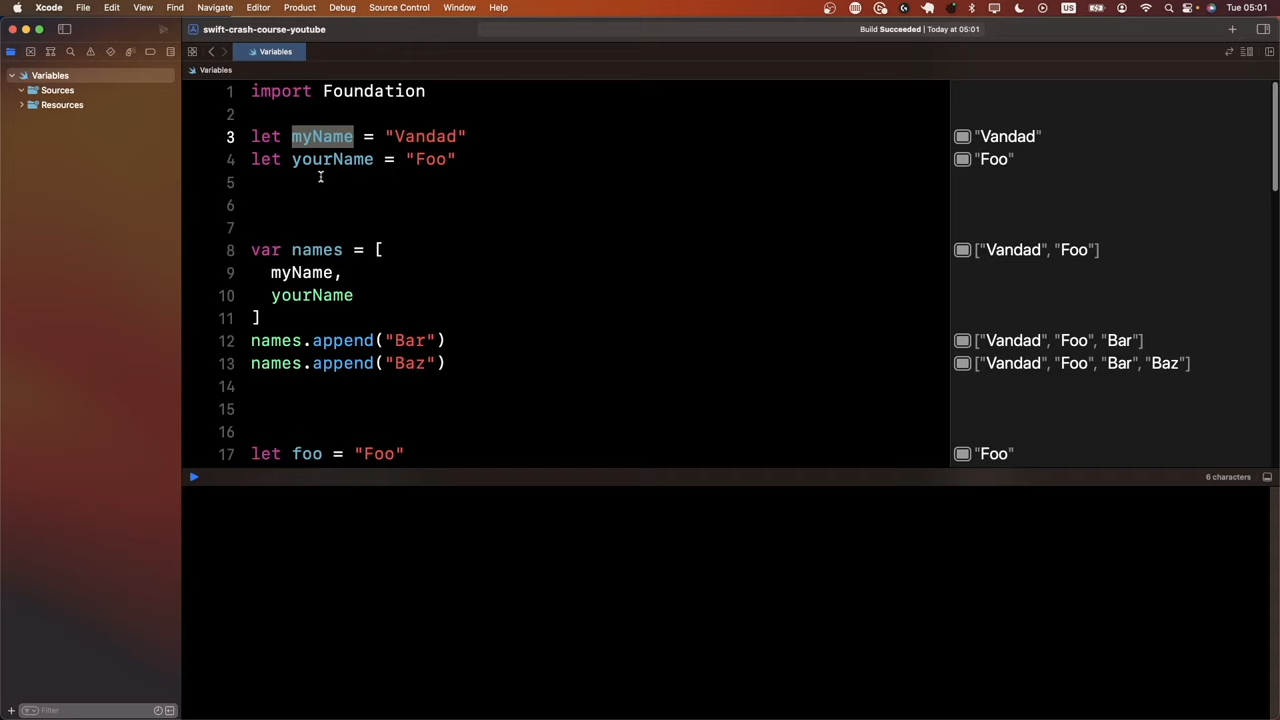 Xcode File Edit View Find Navigate Editor Product Debug Source Control Window Help
US
Tue 05:01
swift-crash-course-youtube
Build Succeeded | Today at 05:01
Variables
Variables
Sources
Resources
Variables
1 import Foundation
2
3 let myName = "Vandad"
"Vandad"
4 let yourName = "Foo"
"Foo"
5
6
7
8 var names = [
["Vandad", "Foo"]
9 myName,
10 yourName
11 ]
12 names.append("Bar")
["Vandad", "Foo", "Bar"]
13 names.append("Baz")
["Vandad", "Foo", "Bar", "Baz"]
14
15
16
17 let foo = "Foo"
"Foo"
6 characters
Filter